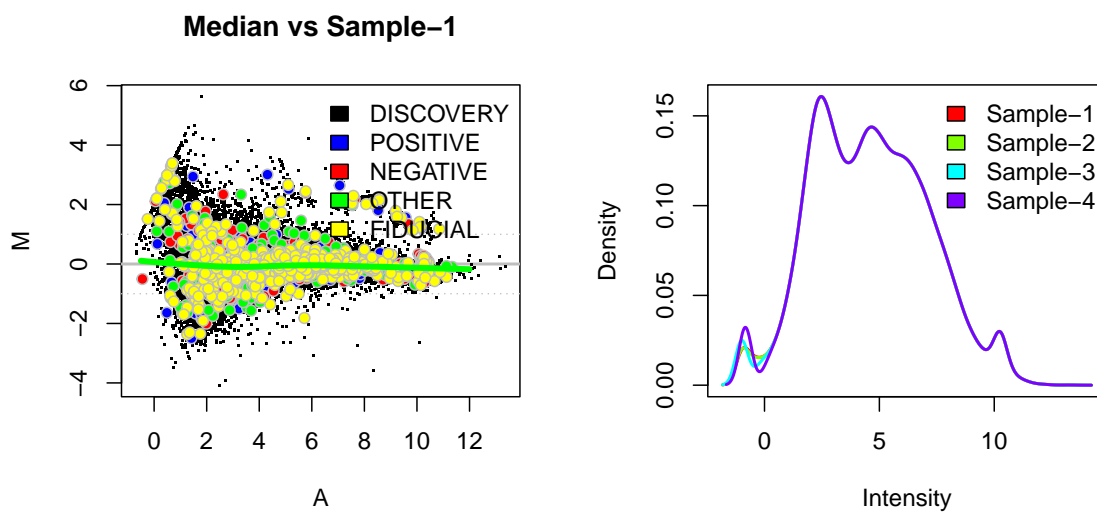 Median vs Sample−1
6
4
2
0
−2
−4
M
0
2
4
6
8
10
12
A
DISCOVERY
POSITIVE
NEGATIVE
OTHER
FIDUCIAL
0.15
0.10
0.05
0.00
Density
0
5
10
Intensity
Sample−1
Sample−2
Sample−3
Sample−4